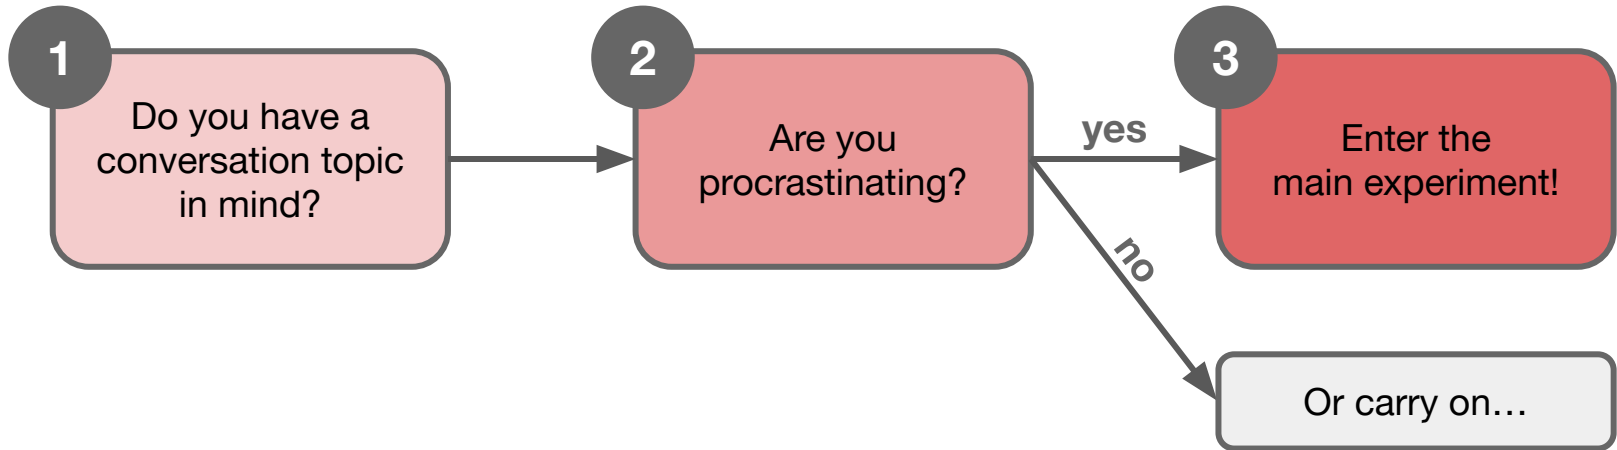 1
Do you have a
conversation topic
in mind?
2
Are you
procrastinating?
yes
no
3
Enter the
main experiment!
Or carry on…